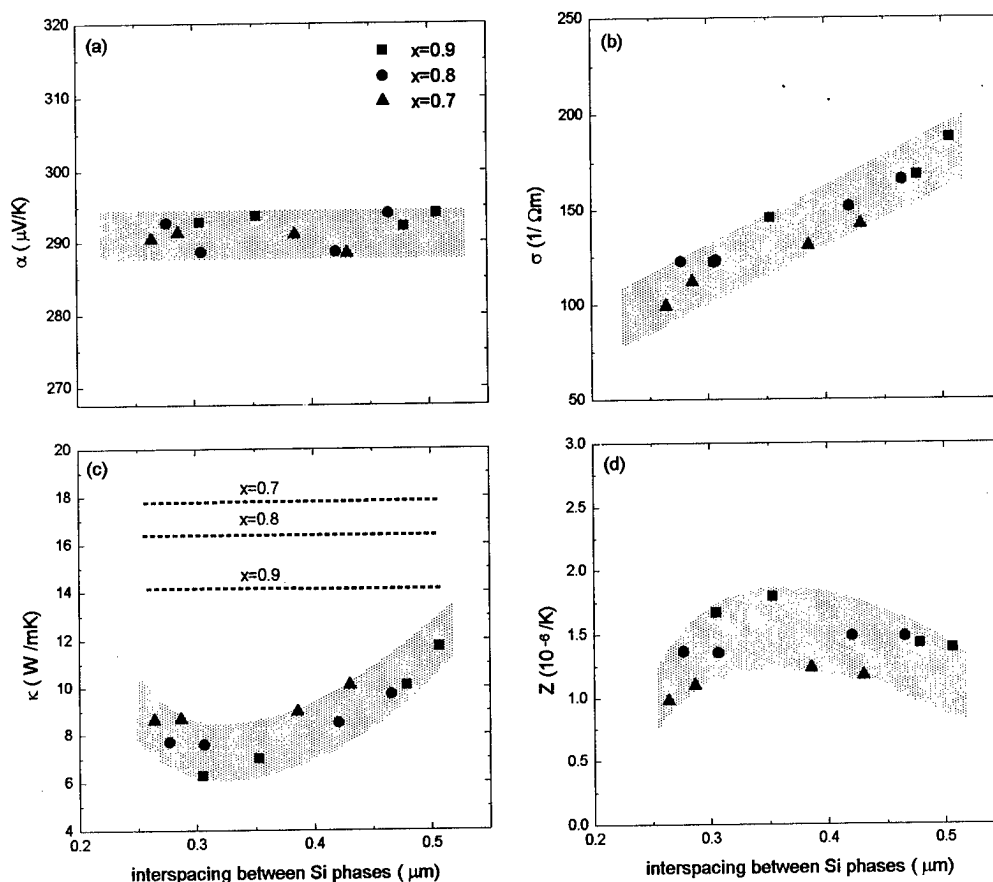 (a)
x=0.9
x=0.8
x=0.7
320
310
300
290
280
270
α ( μV/K)
(b)
250
200
150
100
50
σ (1/ Ωm)
(c)
20
18
16
14
12
10
8
6
4
κ ( W /mK)
x=0.7
x=0.8
x=0.9
0.2 0.3 0.4 0.5
interspacing between Si phases ( μm)
(d)
3.0
2.5
2.0
1.5
1.0
0.5
0.0
Z (10⁻⁶/K)
0.2 0.3 0.4 0.5
interspacing between Si phases ( μm)